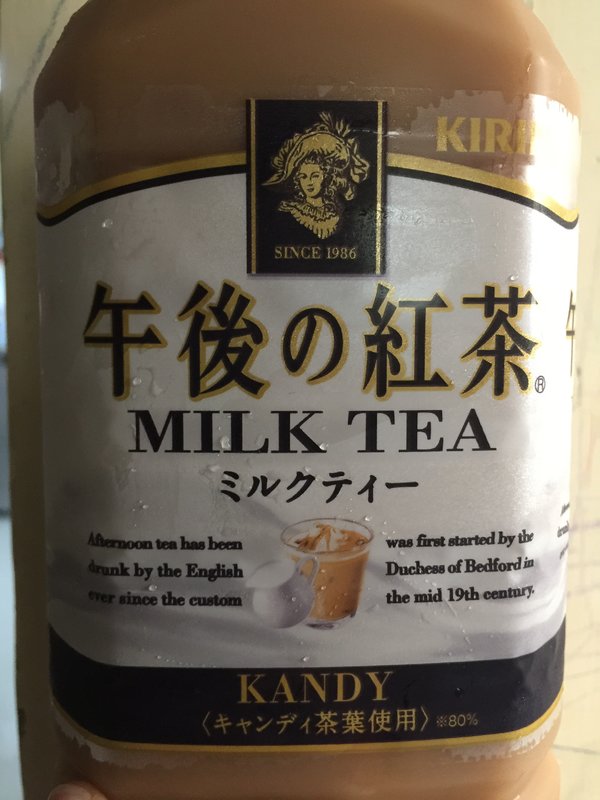 SINCE 1986
午後の紅茶®
MILK TEA
ミルクティー
Afternoon tea has been
drunk by the English
ever since the custom
was first started by the
Duchess of Bedford in
the mid 19th century.
KANDY
〈キャンディ茶葉使用〉※80%